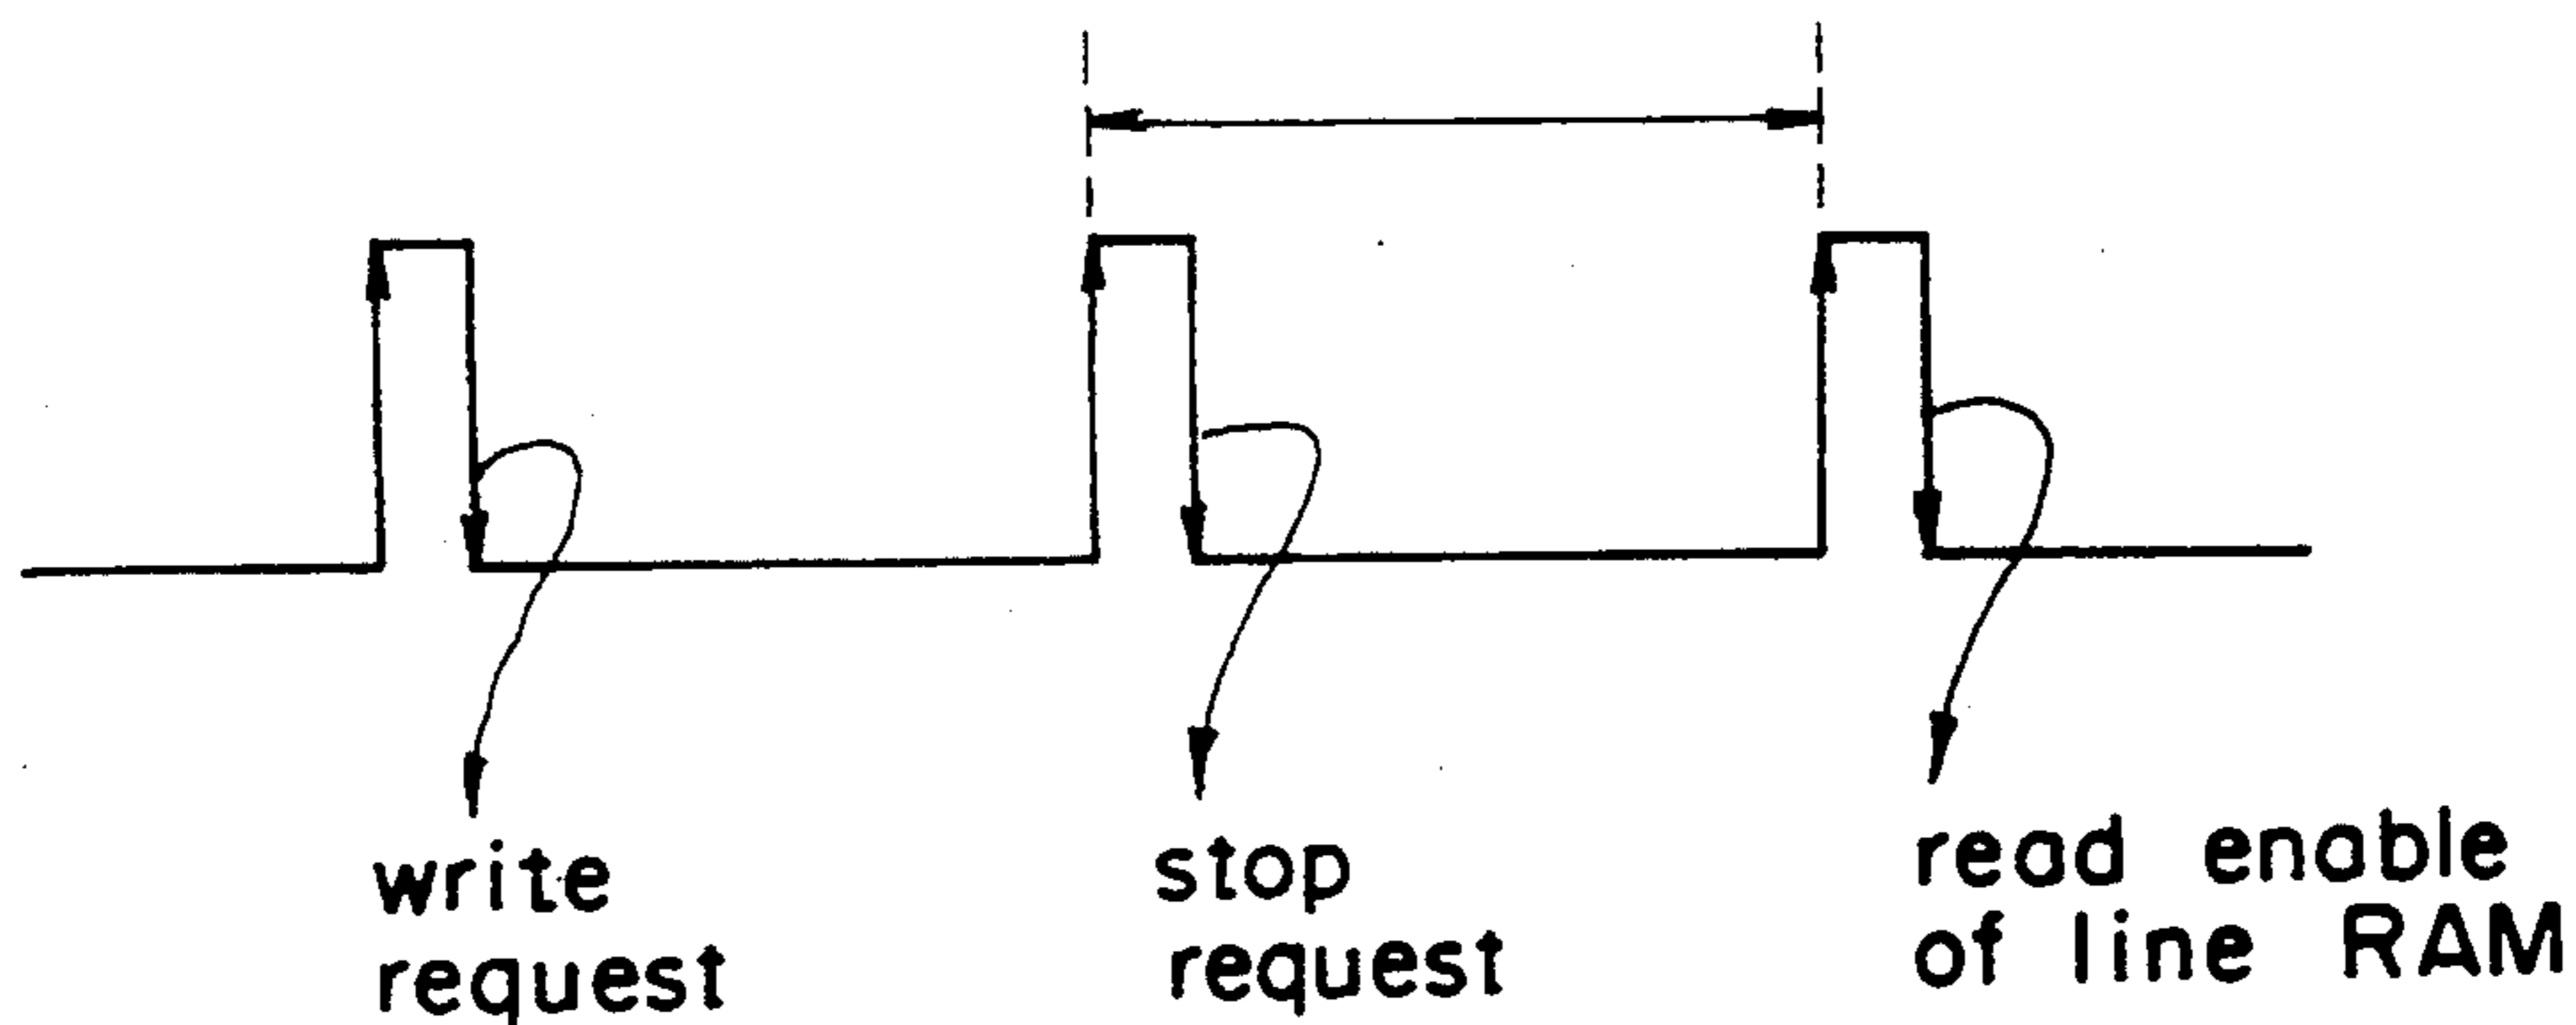 write
request
stop
request
read enable
of line RAM